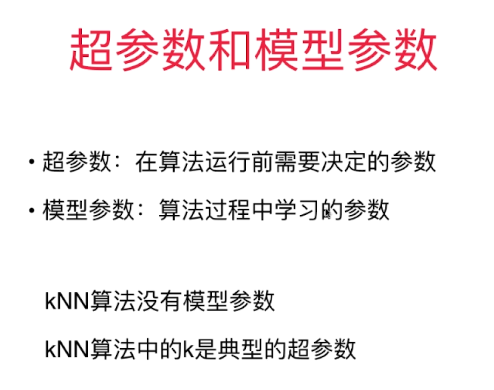 超参数和模型参数
• 超参数：在算法运行前需要决定的参数
• 模型参数：算法过程中学习的参数
kNN算法没有模型参数
kNN算法中的k是典型的超参数